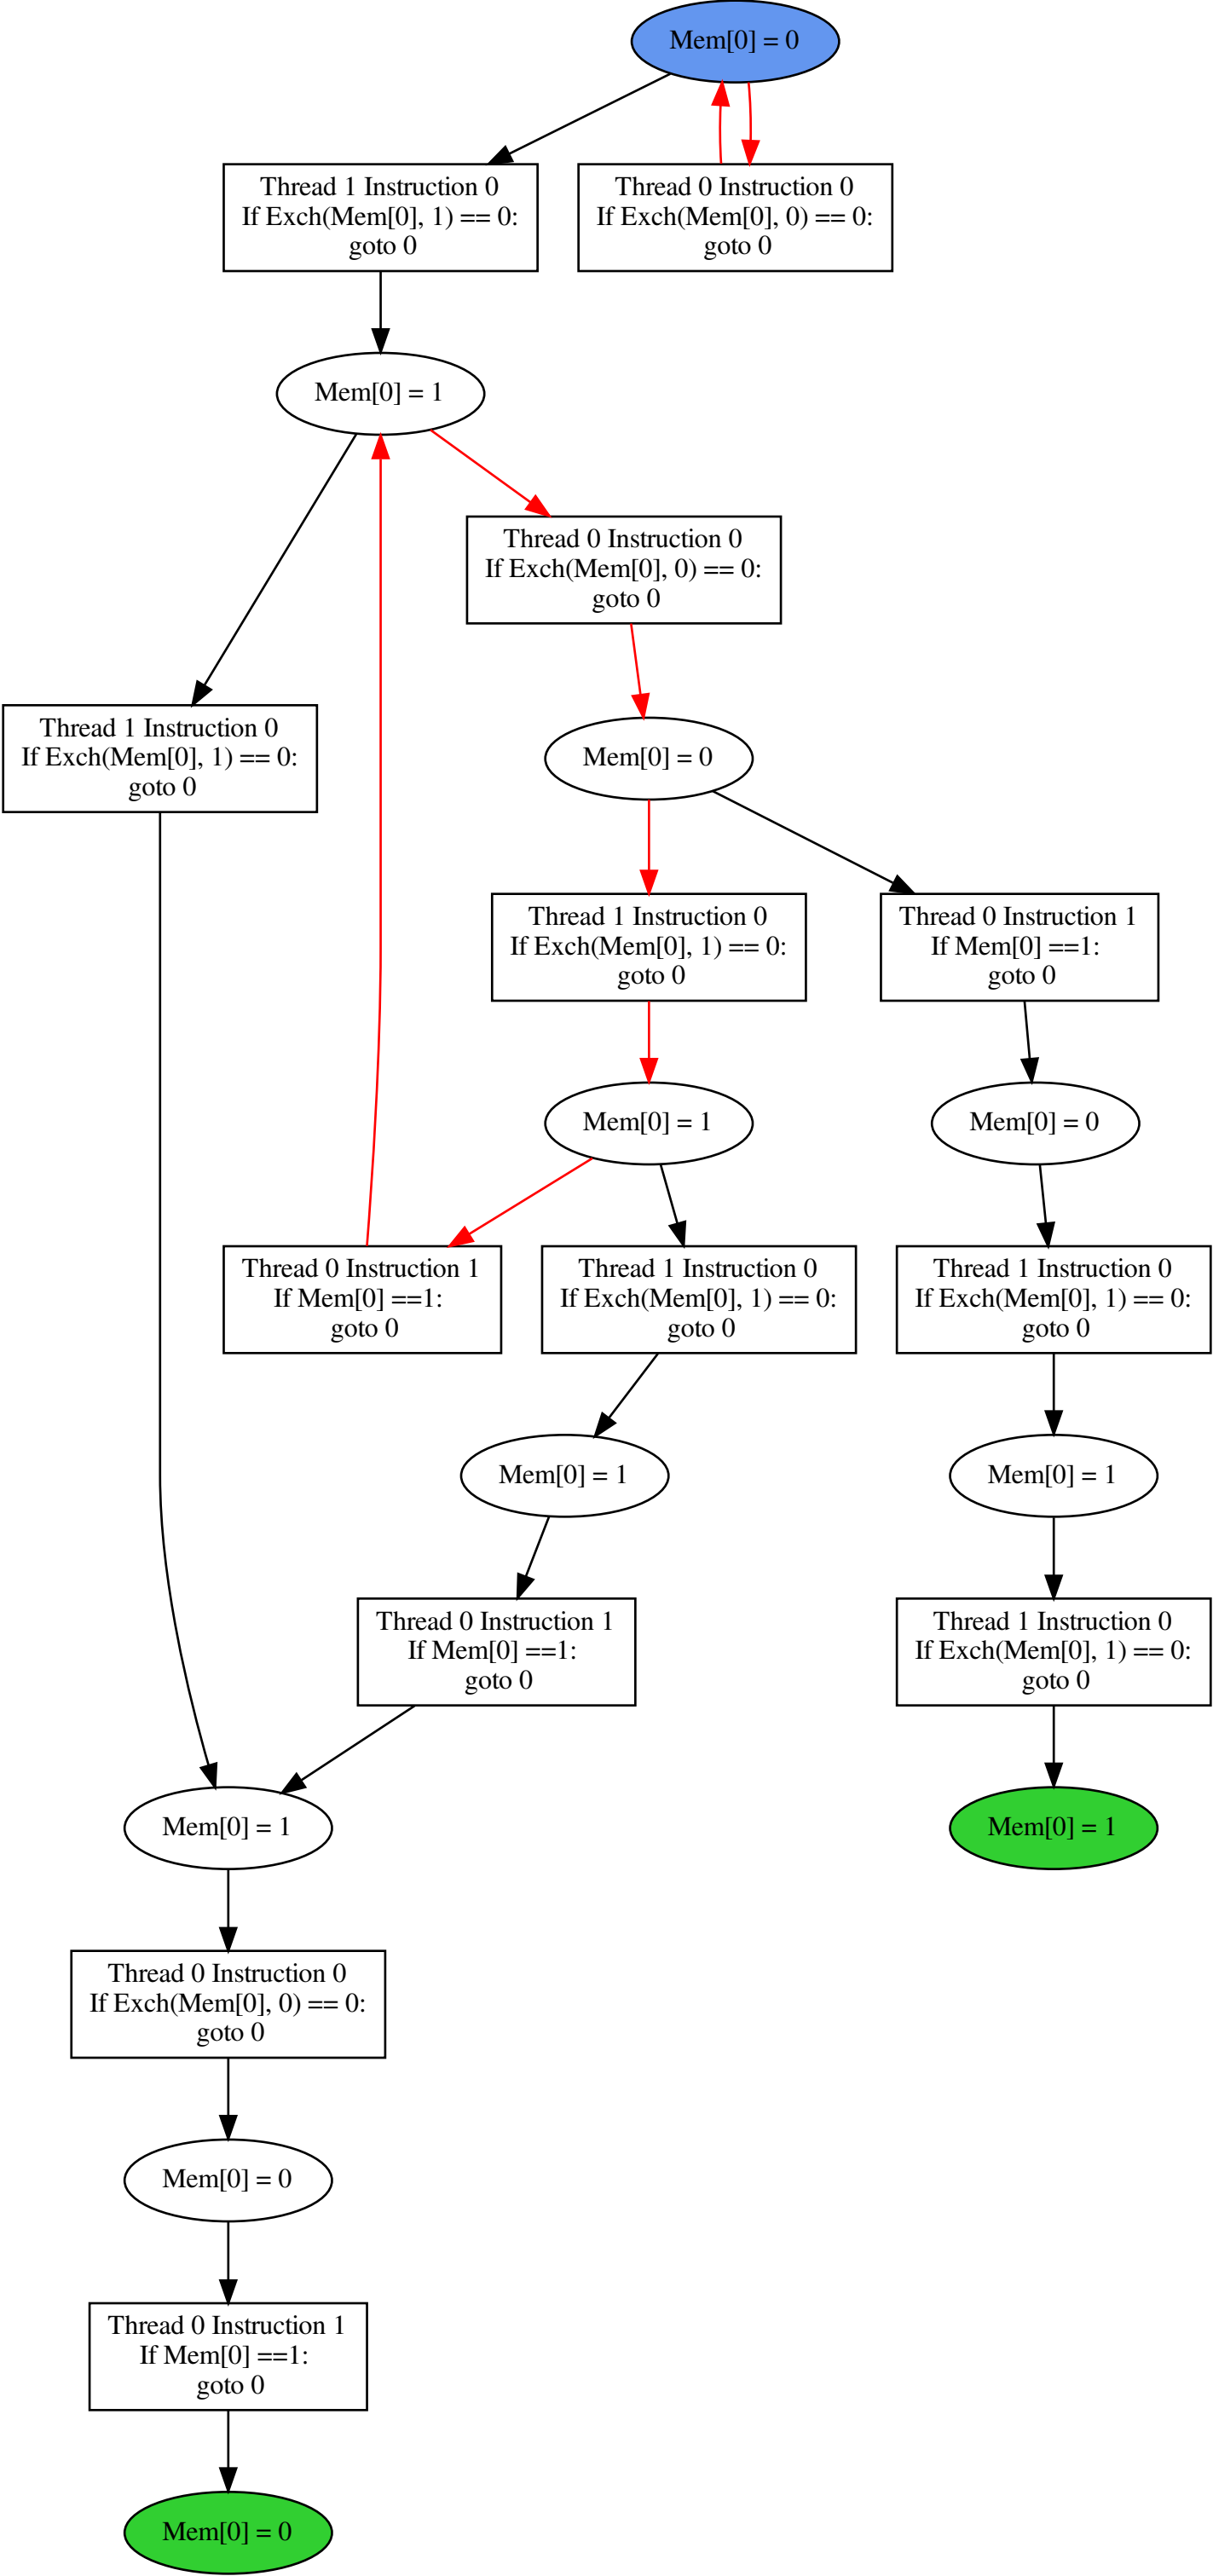 Mem[0] = 0
Thread 1 Instruction 0
If Exch(Mem[0], 1) == 0:
goto 0
Thread 0 Instruction 0
If Exch(Mem[0], 0) == 0:
goto 0
Mem[0] = 1
Thread 0 Instruction 0
If Exch(Mem[0], 0) == 0:
goto 0
Thread 1 Instruction 0
If Exch(Mem[0], 1) == 0:
goto 0
Mem[0] = 0
Thread 1 Instruction 0
If Exch(Mem[0], 1) == 0:
goto 0
Thread 0 Instruction 1
If Mem[0] ==1:
goto 0
Mem[0] = 1
Mem[0] = 0
Thread 0 Instruction 1
If Mem[0] ==1:
goto 0
Thread 1 Instruction 0
If Exch(Mem[0], 1) == 0:
goto 0
Thread 1 Instruction 0
If Exch(Mem[0], 1) == 0:
goto 0
Mem[0] = 1
Mem[0] = 1
Thread 0 Instruction 1
If Mem[0] ==1:
goto 0
Thread 1 Instruction 0
If Exch(Mem[0], 1) == 0:
goto 0
Mem[0] = 1
Mem[0] = 1
Thread 0 Instruction 0
If Exch(Mem[0], 0) == 0:
goto 0
Mem[0] = 0
Thread 0 Instruction 1
If Mem[0] ==1:
goto 0
Mem[0] = 0